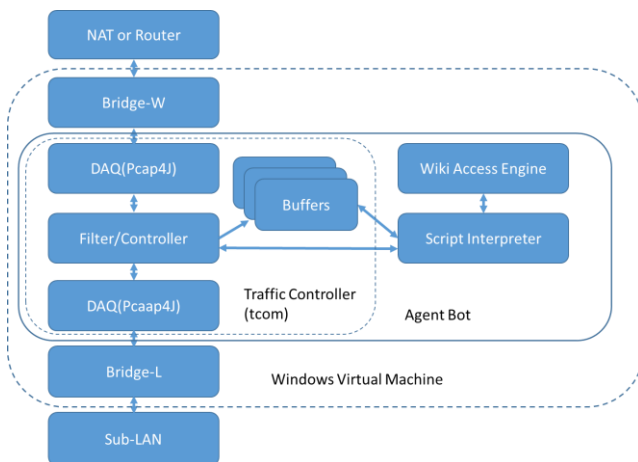 NAT or Router
Bridge-W
DAQ(Pcap4J)
Wiki Access Engine
Buffers
Filter/Controller
Script Interpreter
DAQ(Pcaap4J)
Traffic Controller
(tcom)
Agent Bot
Bridge-L
Windows Virtual Machine
Sub-LAN